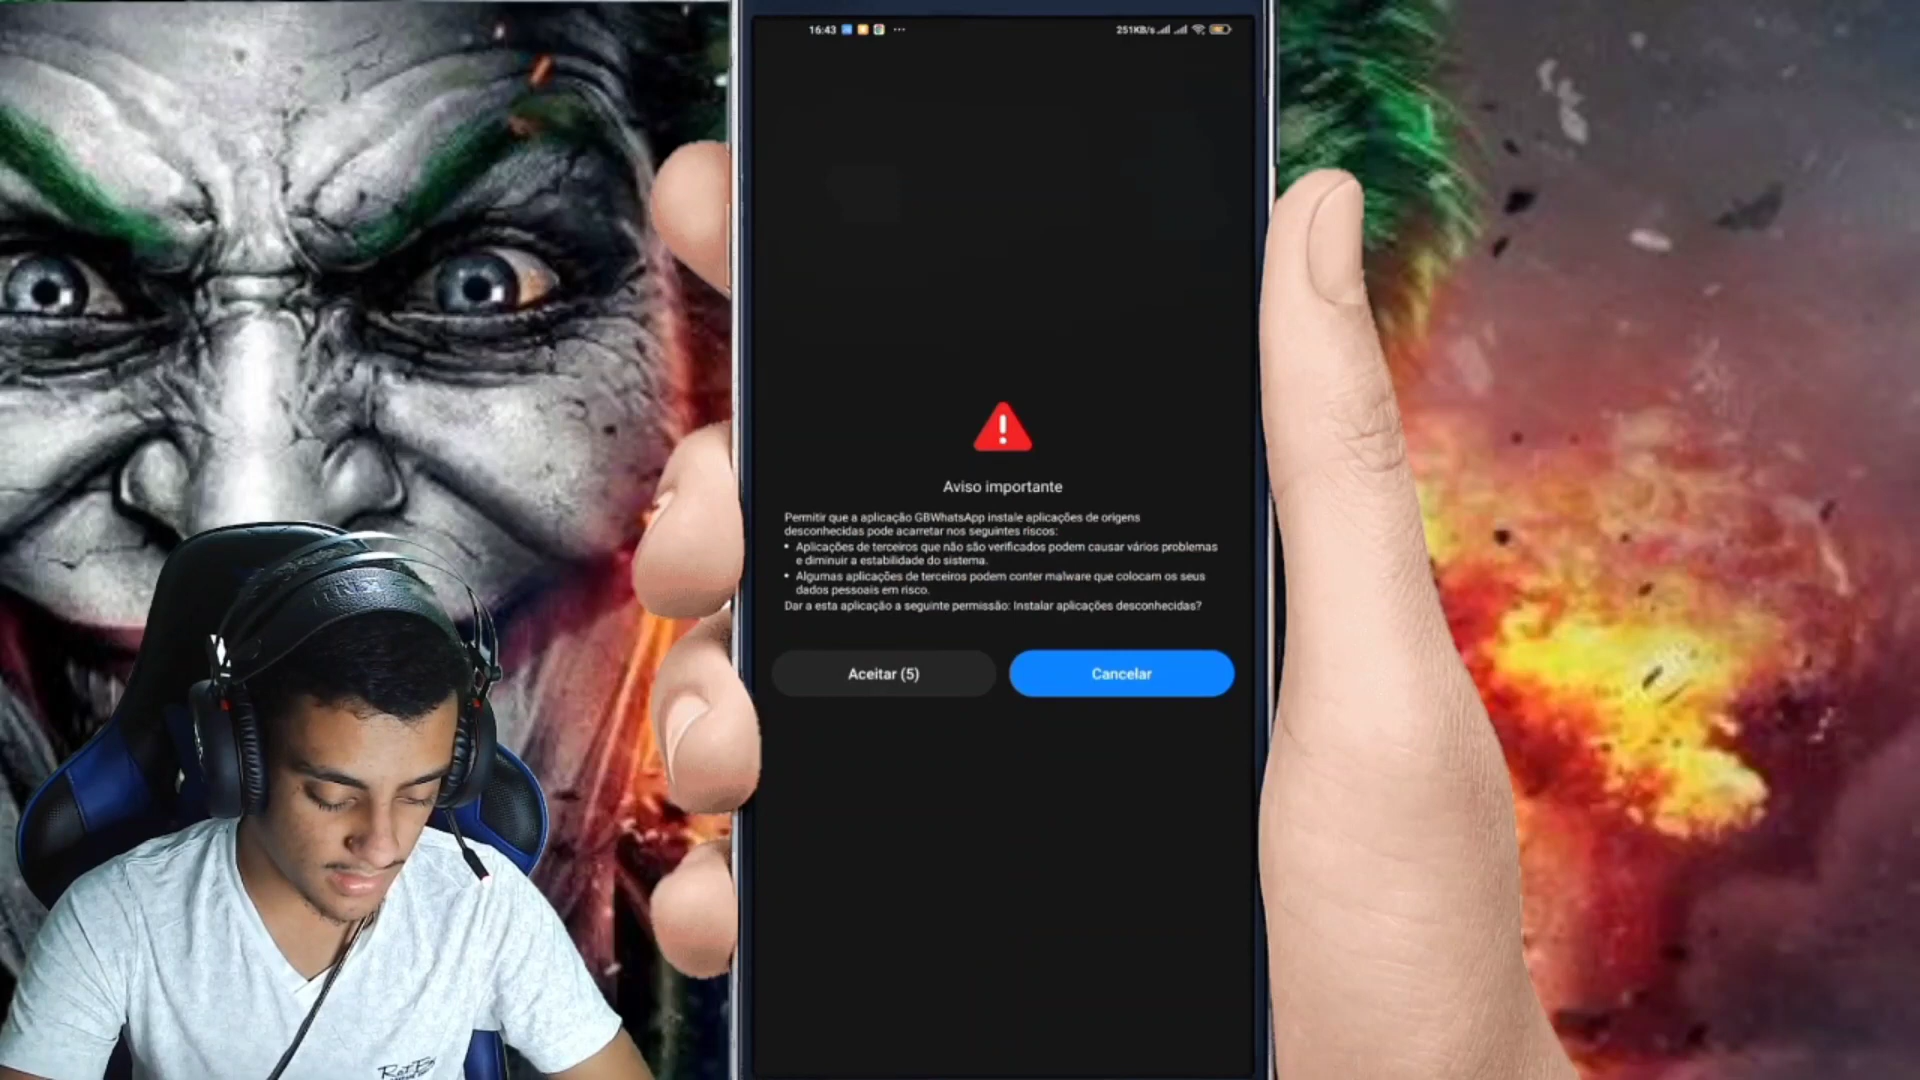 16:43 ... 251KB/s
Aviso importante
Permitir que a aplicação GBWhatsApp instale aplicações de origens
desconhecidas pode acarretar nos seguintes riscos:
• Aplicações de terceiros que não são verificados podem causar vários problemas
e diminuir a estabilidade do sistema.
• Algumas aplicações de terceiros podem conter malware que colocam os seus
dados pessoais em risco.
Dar a esta aplicação a seguinte permissão: Instalar aplicações desconhecidas?
Aceitar (5) Cancelar